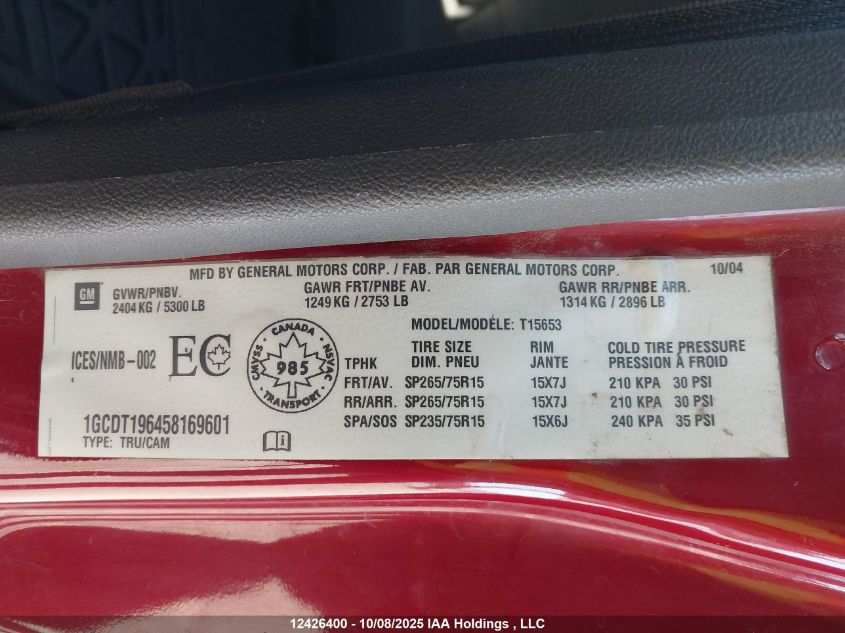 MFD BY GENERAL MOTORS CORP. / FAB. PAR GENERAL MOTORS CORP. 10/04
GM
GVWR/PNBV. GAWR FRT/PNBE AV. GAWR RR/PNBE ARR.
2404 KG / 5300 LB 1249 KG / 2753 LB 1314 KG / 2896 LB
MODEL/MODÉLE: T15653
ICES/NMB-002 EC
CANADA
CMVSS 985 NSVAC
TRANSPORT
TIRE SIZE RIM COLD TIRE PRESSURE
TPHK DIM. PNEU JANTE PRESSION À FROID
FRT/AV. SP265/75R15 15X7J 210 KPA 30 PSI
RR/ARR. SP265/75R15 15X7J 210 KPA 30 PSI
SPA/SOS SP235/75R15 15X6J 240 KPA 35 PSI
1GCDT196458169601
TYPE: TRU/CAM
12426400 - 10/08/2025 IAA Holdings , LLC